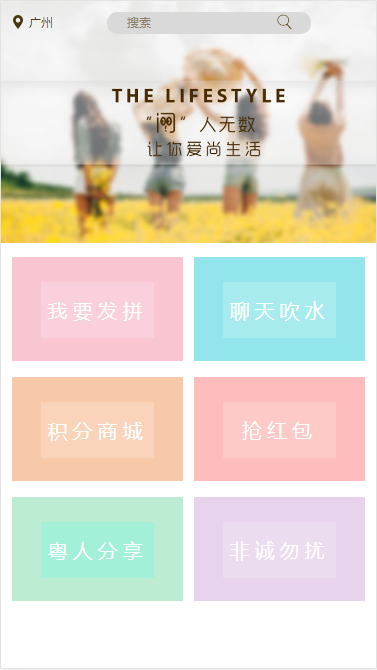 广州
搜索
THE LIFESTYLE
“闸”人无数
让你爱尚生活
我要发拼
聊天吹水
积分商城
抢红包
粤人分享
非诚勿扰